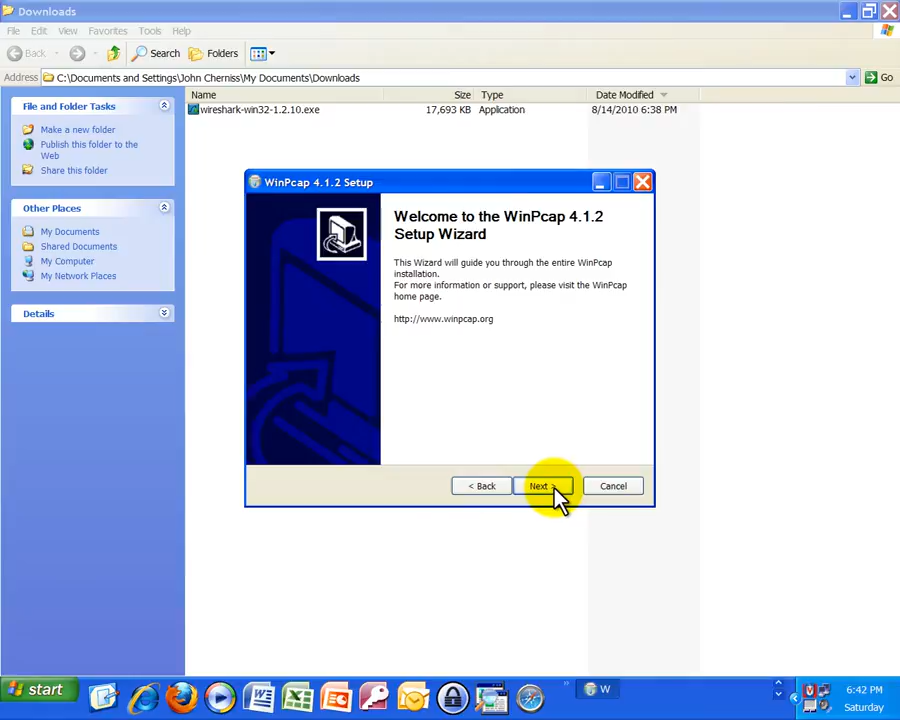 Downloads
File Edit View Favorites Tools Help
Back Search Folders
Address C:\Documents and Settings\John Cherniss\My Documents\Downloads Go
File and Folder Tasks
Make a new folder
Publish this folder to the
Web
Share this folder
Other Places
My Documents
Shared Documents
My Computer
My Network Places
Details
Name Size Type Date Modified
wireshark-win32-1.2.10.exe 17,693 KB Application 8/14/2010 6:38 PM
WinPcap 4.1.2 Setup
Welcome to the WinPcap 4.1.2
Setup Wizard
This Wizard will guide you through the entire WinPcap
installation.
For more information or support, please visit the WinPcap
home page.
http://www.winpcap.org
< Back Next > Cancel
start W 6:42 PM
Saturday